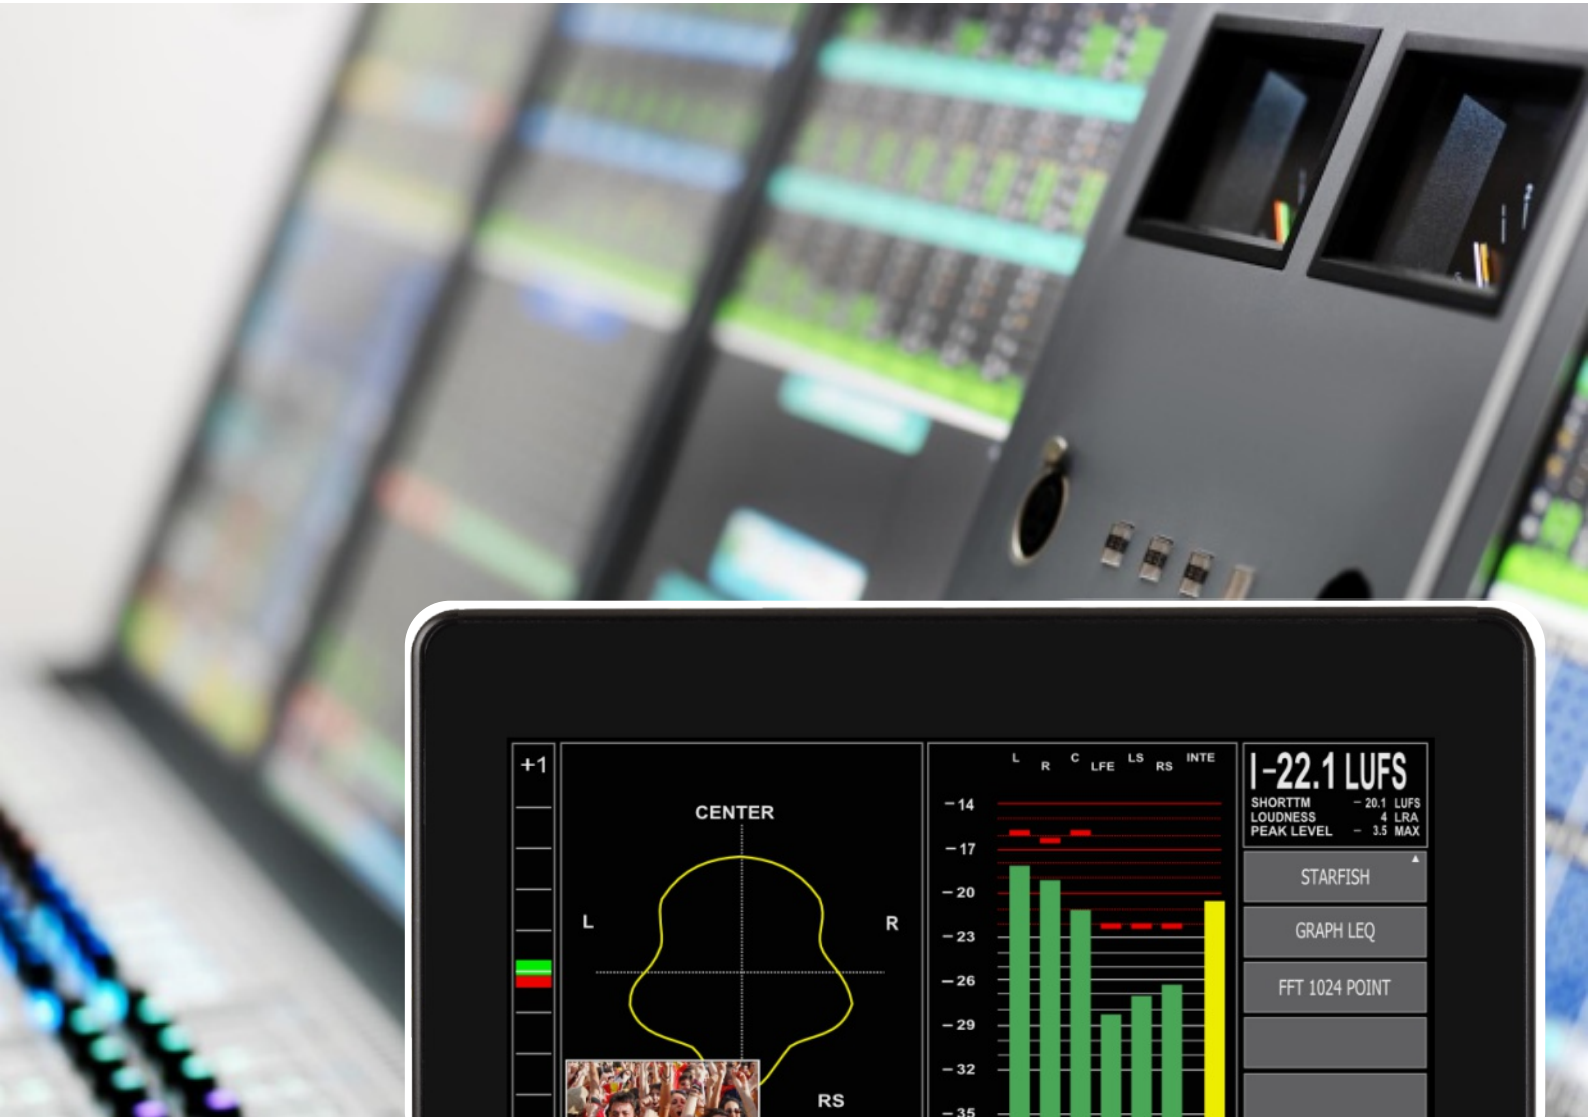 +1
CENTER
L
R
RS
L
R
C
LFE
LS
RS
INTE
-14
-17
-20
-23
-26
-29
-32
-35
I-22.1 LUFS
SHORTTM - 20.1 LUFS
LOUDNESS 4 LRA
PEAK LEVEL - 3.5 MAX
STARFISH
GRAPH LEQ
FFT 1024 POINT